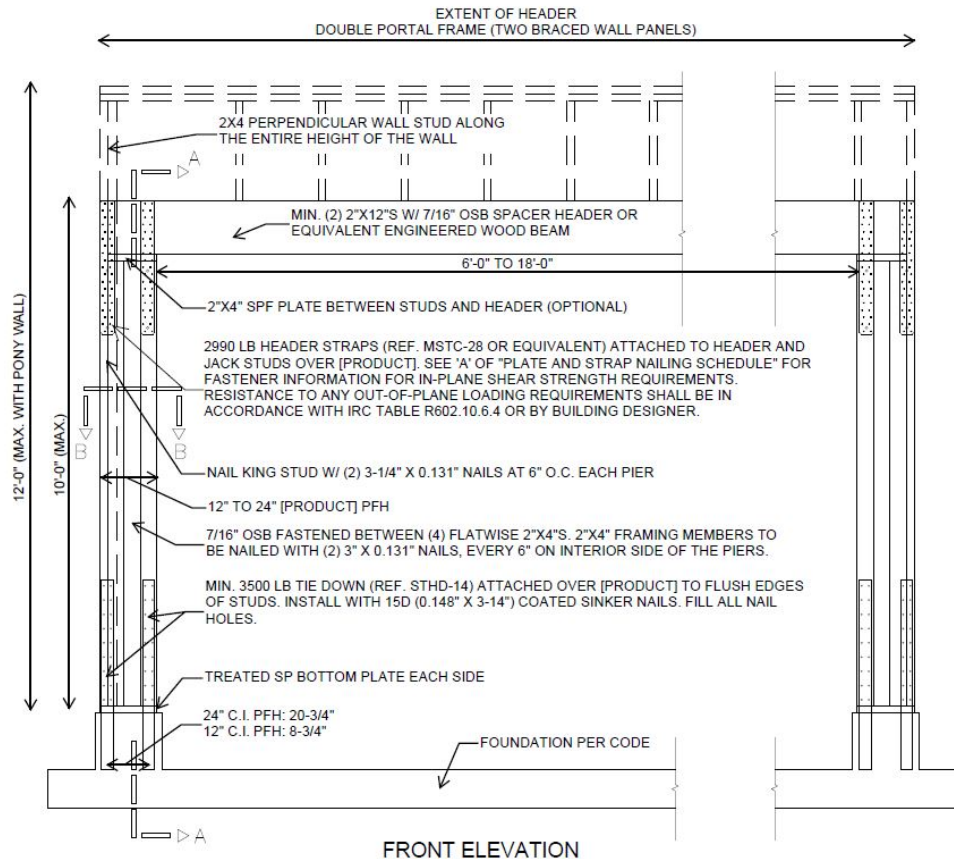 EXTENT OF HEADER
DOUBLE PORTAL FRAME (TWO BRACED WALL PANELS)
2X4 PERPENDICULAR WALL STUD ALONG
THE ENTIRE HEIGHT OF THE WALL
A
MIN. (2) 2"X12"S W/ 7/16" OSB SPACER HEADER OR
EQUIVALENT ENGINEERED WOOD BEAM
6'-0" TO 18'-0"
2"X4" SPF PLATE BETWEEN STUDS AND HEADER (OPTIONAL)
12'-0" (MAX. WITH PONY WALL)
10'-0" (MAX.)
2990 LB HEADER STRAPS (REF. MSTC-28 OR EQUIVALENT) ATTACHED TO HEADER AND
JACK STUDS OVER [PRODUCT]. SEE 'A' OF "PLATE AND STRAP NAILING SCHEDULE" FOR
FASTENER INFORMATION FOR IN-PLANE SHEAR STRENGTH REQUIREMENTS.
RESISTANCE TO ANY OUT-OF-PLANE LOADING REQUIREMENTS SHALL BE IN
ACCORDANCE WITH IRC TABLE R602.10.6.4 OR BY BUILDING DESIGNER.
B B
NAIL KING STUD W/ (2) 3-1/4" X 0.131" NAILS AT 6" O.C. EACH PIER
12" TO 24" [PRODUCT] PFH
7/16" OSB FASTENED BETWEEN (4) FLATWISE 2"X4"S. 2"X4" FRAMING MEMBERS TO
BE NAILED WITH (2) 3" X 0.131" NAILS, EVERY 6" ON INTERIOR SIDE OF THE PIERS.
MIN. 3500 LB TIE DOWN (REF. STHD-14) ATTACHED OVER [PRODUCT] TO FLUSH EDGES
OF STUDS. INSTALL WITH 15D (0.148" X 3-14") COATED SINKER NAILS. FILL ALL NAIL
HOLES.
TREATED SP BOTTOM PLATE EACH SIDE
24" C.I. PFH: 20-3/4"
12" C.I. PFH: 8-3/4"
FOUNDATION PER CODE
A
FRONT ELEVATION